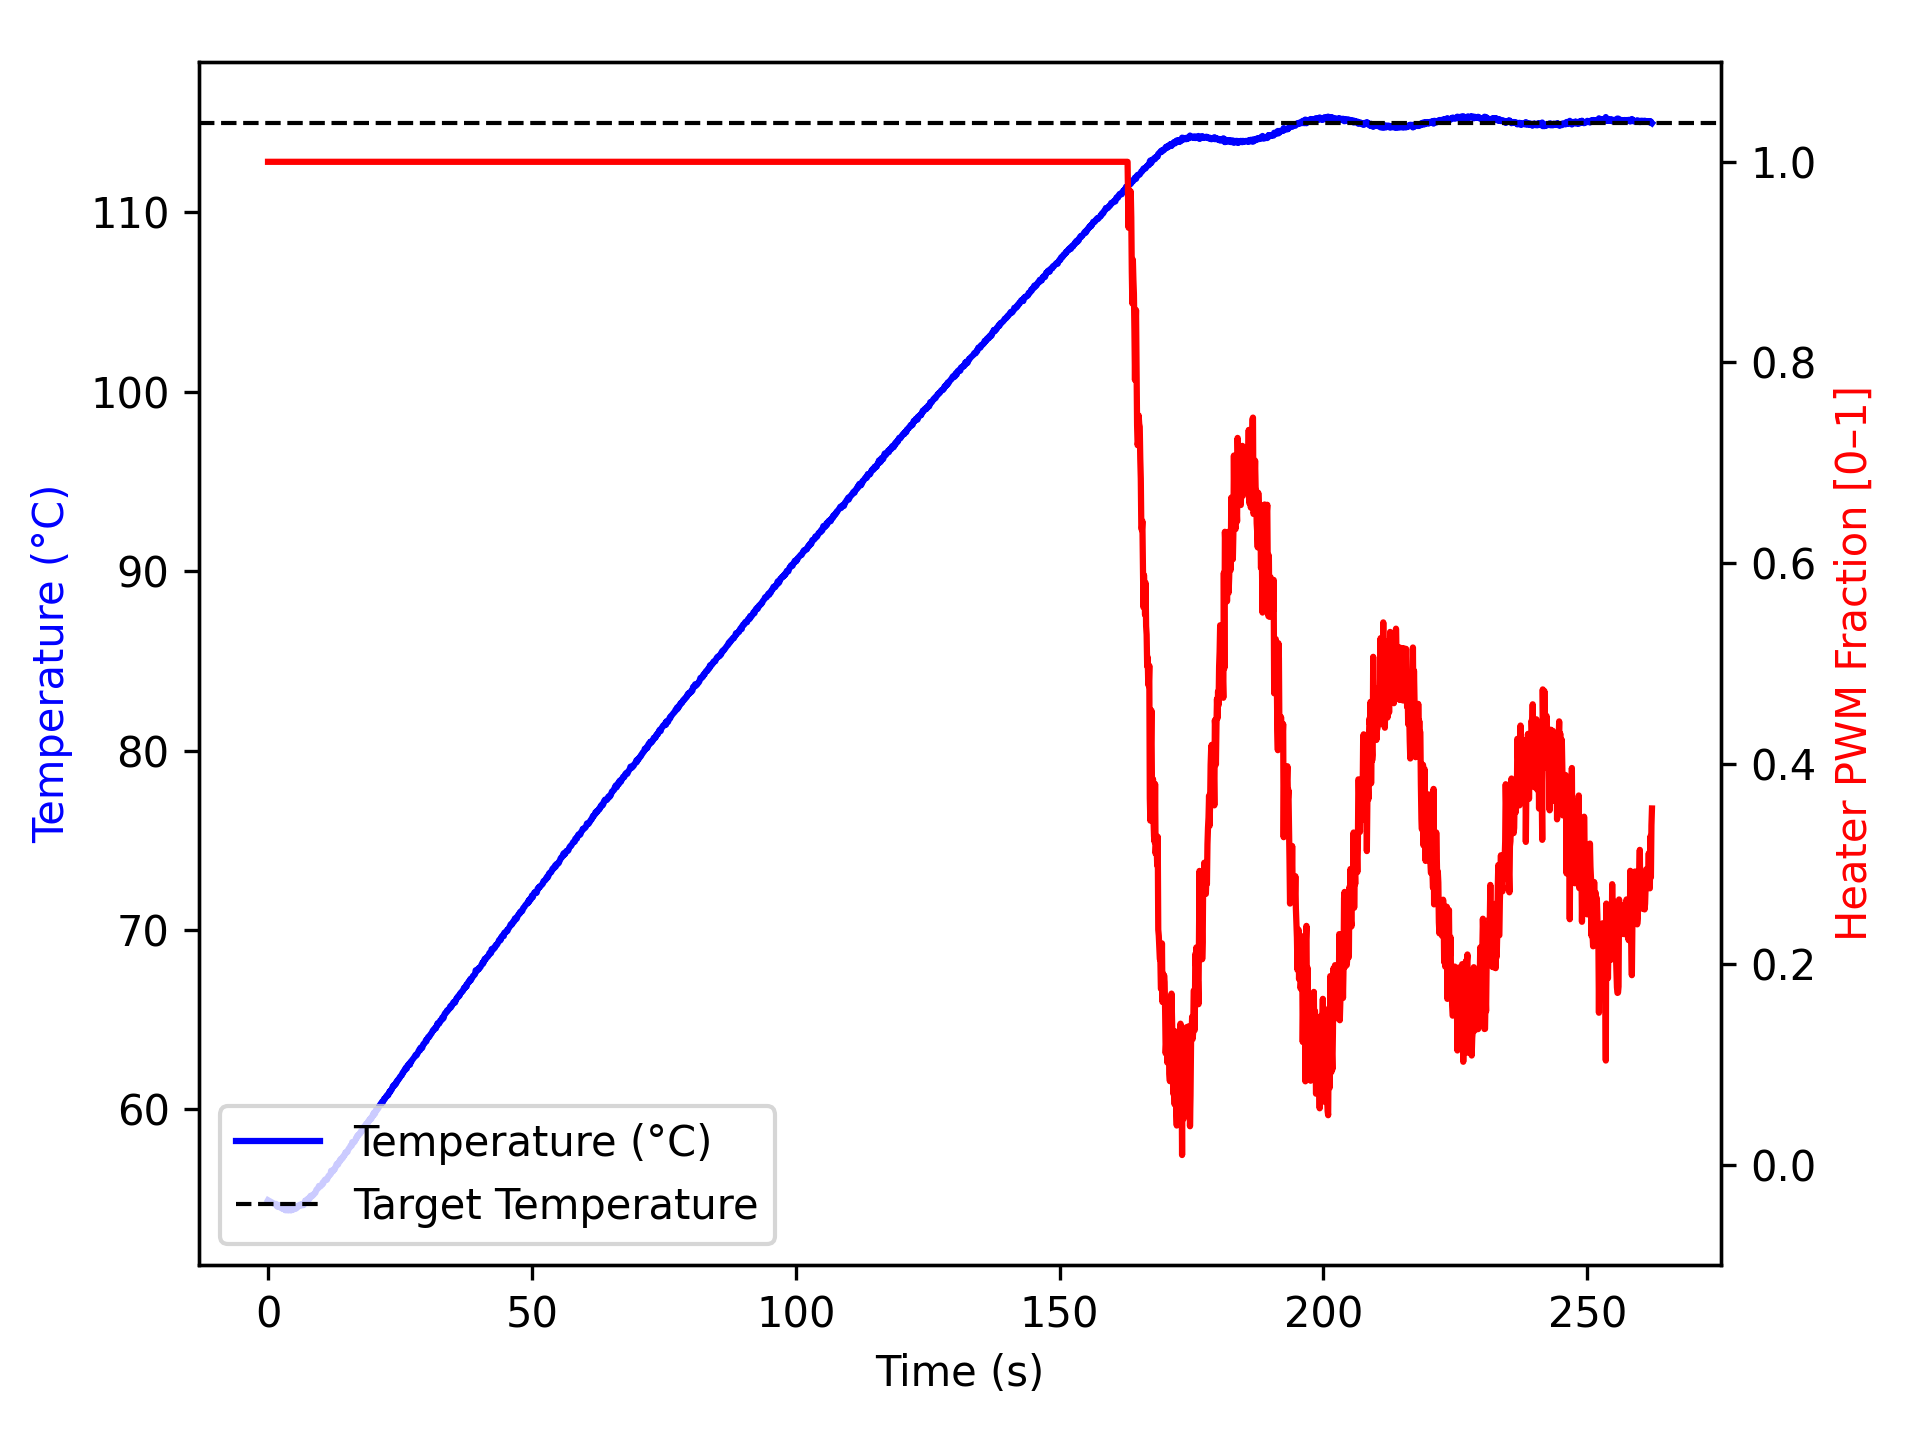 110
100
90
80
70
60
Temperature (°C)
1.0
0.8
0.6
0.4
0.2
0.0
Heater PWM Fraction [0–1]
Temperature (°C)
Target Temperature
0 50 100 150 200 250
Time (s)